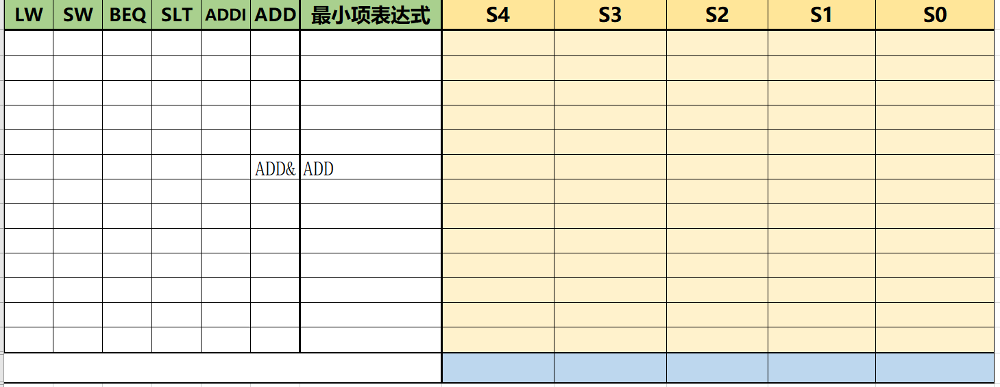 LW SW BEQ SLT ADDI ADD 最小项表达式 S4 S3 S2 S1 S0
ADD& ADD